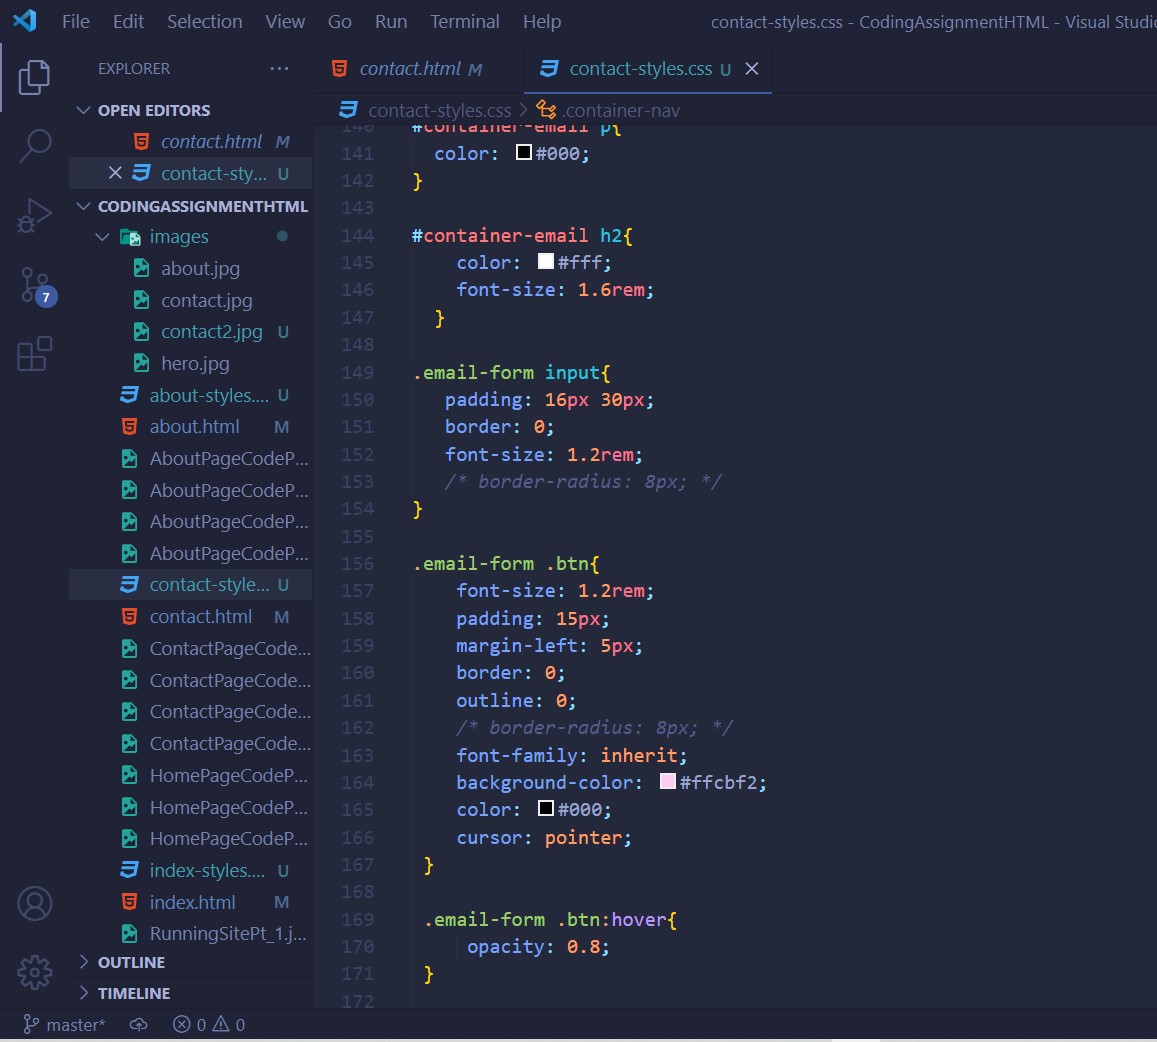 File Edit Selection View Go Run Terminal Help contact-styles.css - CodingAssignmentHTML - Visual Studio
EXPLORER ...
contact.html M
contact-styles.css U
OPEN EDITORS
contact.html M
contact-sty... U
CODINGASSIGNMENTHTML
images
about.jpg
contact.jpg
contact2.jpg U
hero.jpg
about-styles.... U
about.html M
AboutPageCodeP...
AboutPageCodeP...
AboutPageCodeP...
AboutPageCodeP...
contact-style... U
contact.html M
ContactPageCode...
ContactPageCode...
ContactPageCode...
ContactPageCode...
HomePageCodeP...
HomePageCodeP...
HomePageCodeP...
index-styles.... U
index.html M
RunningSitePt_1.j...
OUTLINE
TIMELINE
7
contact-styles.css > .container-nav
140 #container-email p{
141 color: #000;
142 }
143
144 #container-email h2{
145 color: #fff;
146 font-size: 1.6rem;
147 }
148
149 .email-form input{
150 padding: 16px 30px;
151 border: 0;
152 font-size: 1.2rem;
153 /* border-radius: 8px; */
154 }
155
156 .email-form .btn{
157 font-size: 1.2rem;
158 padding: 15px;
159 margin-left: 5px;
160 border: 0;
161 outline: 0;
162 /* border-radius: 8px; */
163 font-family: inherit;
164 background-color: #ffcbf2;
165 color: #000;
166 cursor: pointer;
167 }
168
169 .email-form .btn:hover{
170 opacity: 0.8;
171 }
172
master* 0 0